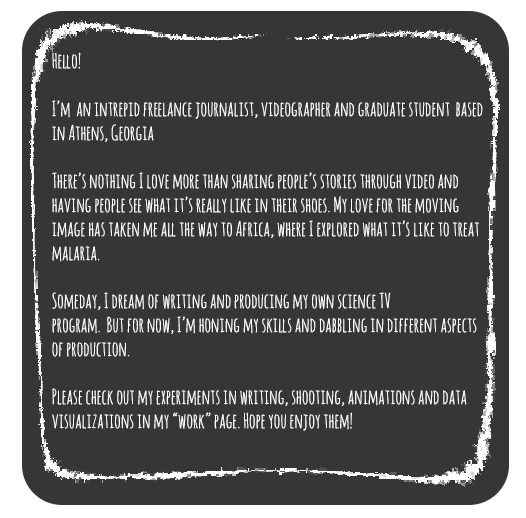 Hello!
I'm an intrepid freelance journalist, videographer and graduate student based
in Athens, Georgia
There's nothing I love more than sharing people's stories through video and
having people see what it's really like in their shoes. My love for the moving
image has taken me all the way to Africa, where I explored what it's like to treat
malaria.
Someday, I dream of writing and producing my own science TV
program. But for now, I'm honing my skills and dabbling in different aspects
of production.
Please check out my experiments in writing, shooting, animations and data
visualizations in my “work” page. Hope you enjoy them!